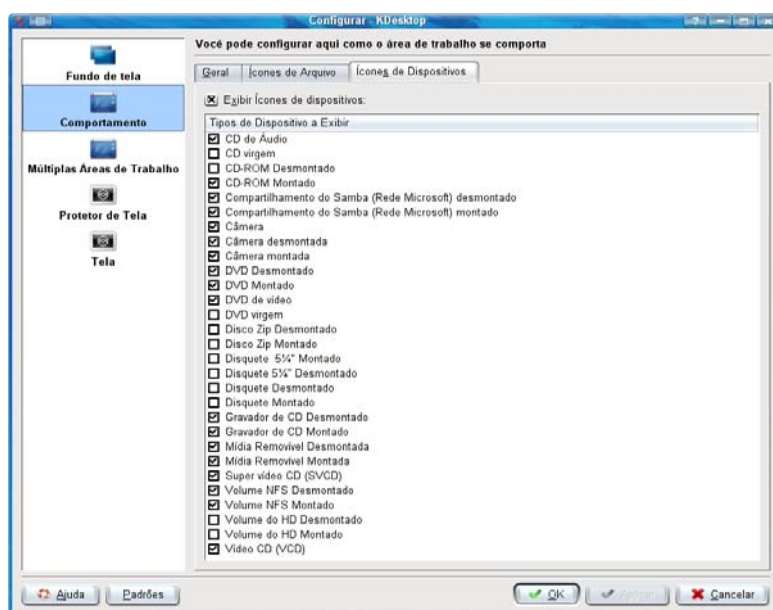 Configurar - KDesktop
Fundo de tela
Comportamento
Múltiplas Áreas de Trabalho
Protetor de Tela
Tela
Você pode configurar aqui como o área de trabalho se comporta
Geral
Ícones de Arquivo
Ícones de Dispositivos
Exibir Ícones de dispositivos:
Tipos de Dispositivo a Exibir
CD de Áudio
CD virgem
CD-ROM Desmontado
CD-ROM Montado
Compartilhamento do Samba (Rede Microsoft) desmontado
Compartilhamento do Samba (Rede Microsoft) montado
Câmera
Câmera desmontada
Câmera montada
DVD Desmontado
DVD Montado
DVD de vídeo
DVD virgem
Disco Zip Desmontado
Disco Zip Montado
Disquete 5¼" Montado
Disquete 5¼" Desmontado
Disquete Desmontado
Disquete Montado
Gravador de CD Desmontado
Gravador de CD Montado
Mídia Removível Desmontada
Mídia Removível Montada
Super vídeo CD (SVCD)
Volume NFS Desmontado
Volume NFS Montado
Volume do HD Desmontado
Volume do HD Montado
Vídeo CD (VCD)
Ajuda
Padrões
OK
Aplicar
Cancelar